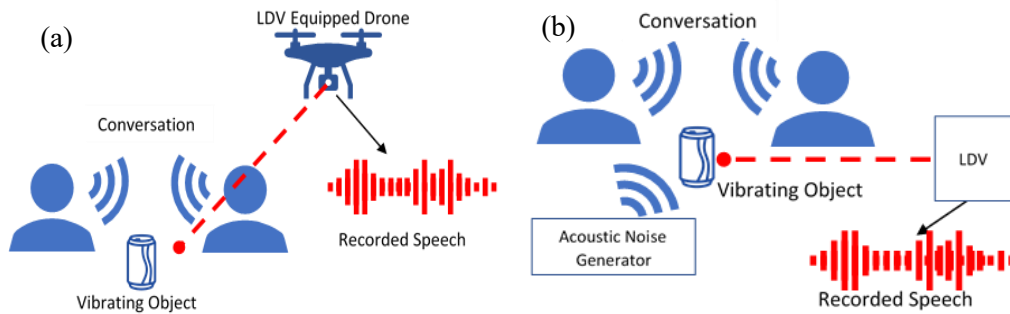 (a)
LDV Equipped Drone
Conversation
Recorded Speech
Vibrating Object
(b)
Conversation
LDV
Vibrating Object
Acoustic Noise
Generator
Recorded Speech